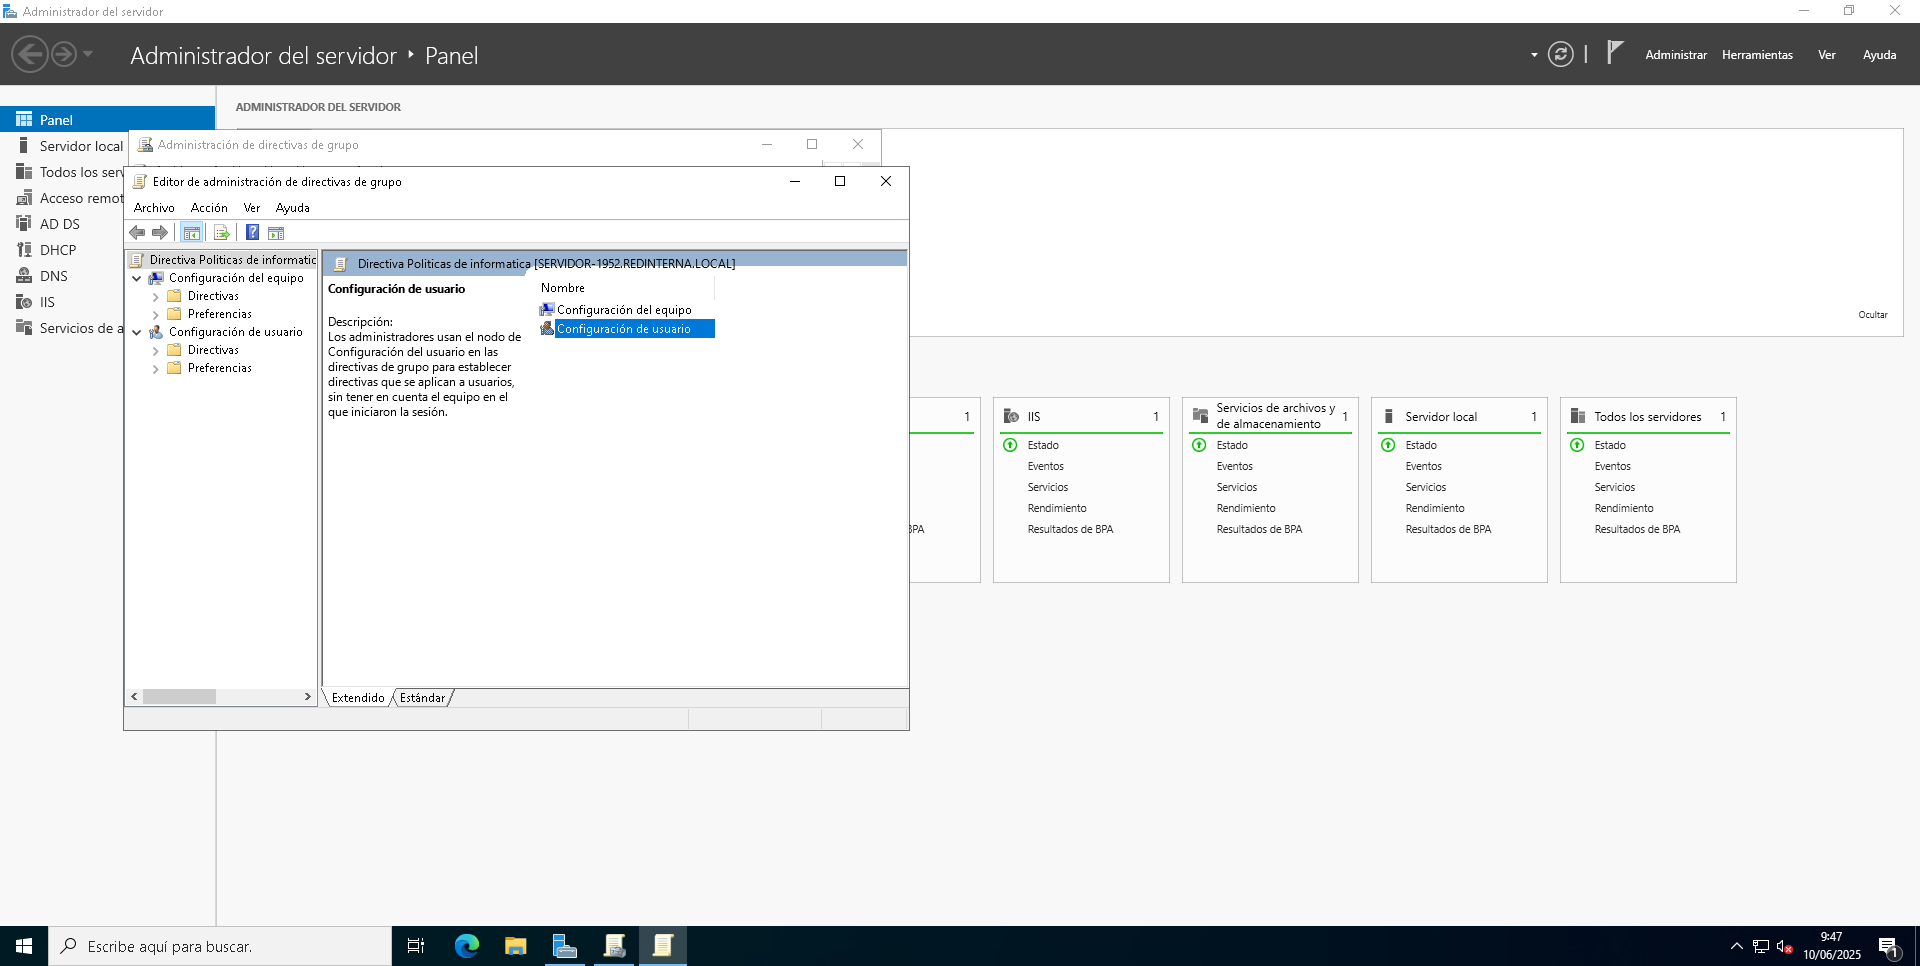 Administrador del servidor
Administrador del servidor
Panel
Administrar
Herramientas
Ver
Ayuda
Panel
Servidor local
Todos los serv
Acceso remot
AD DS
DHCP
DNS
IIS
Servicios de a
ADMINISTRADOR DEL SERVIDOR
Administración de directivas de grupo
Editor de administración de directivas de grupo
Archivo
Acción
Ver
Ayuda
Directiva Politicas de informatic
Configuración del equipo
Directivas
Preferencias
Configuración de usuario
Directivas
Preferencias
Directiva Politicas de informatica [SERVIDOR-1952.REDINTERNA.LOCAL]
Configuración de usuario
Descripción:
Los administradores usan el nodo de
Configuración del usuario en las
directivas de grupo para establecer
directivas que se aplican a usuarios,
sin tener en cuenta el equipo en el
que iniciaron la sesión.
Nombre
Configuración del equipo
Configuración de usuario
Extendido
Estándar
Ocultar
1
BPA
IIS
1
Estado
Eventos
Servicios
Rendimiento
Resultados de BPA
Servicios de archivos y
de almacenamiento
1
Estado
Eventos
Servicios
Rendimiento
Resultados de BPA
Servidor local
1
Estado
Eventos
Servicios
Rendimiento
Resultados de BPA
Todos los servidores
1
Estado
Eventos
Servicios
Rendimiento
Resultados de BPA
Escribe aquí para buscar.
9:47
10/06/2025
1